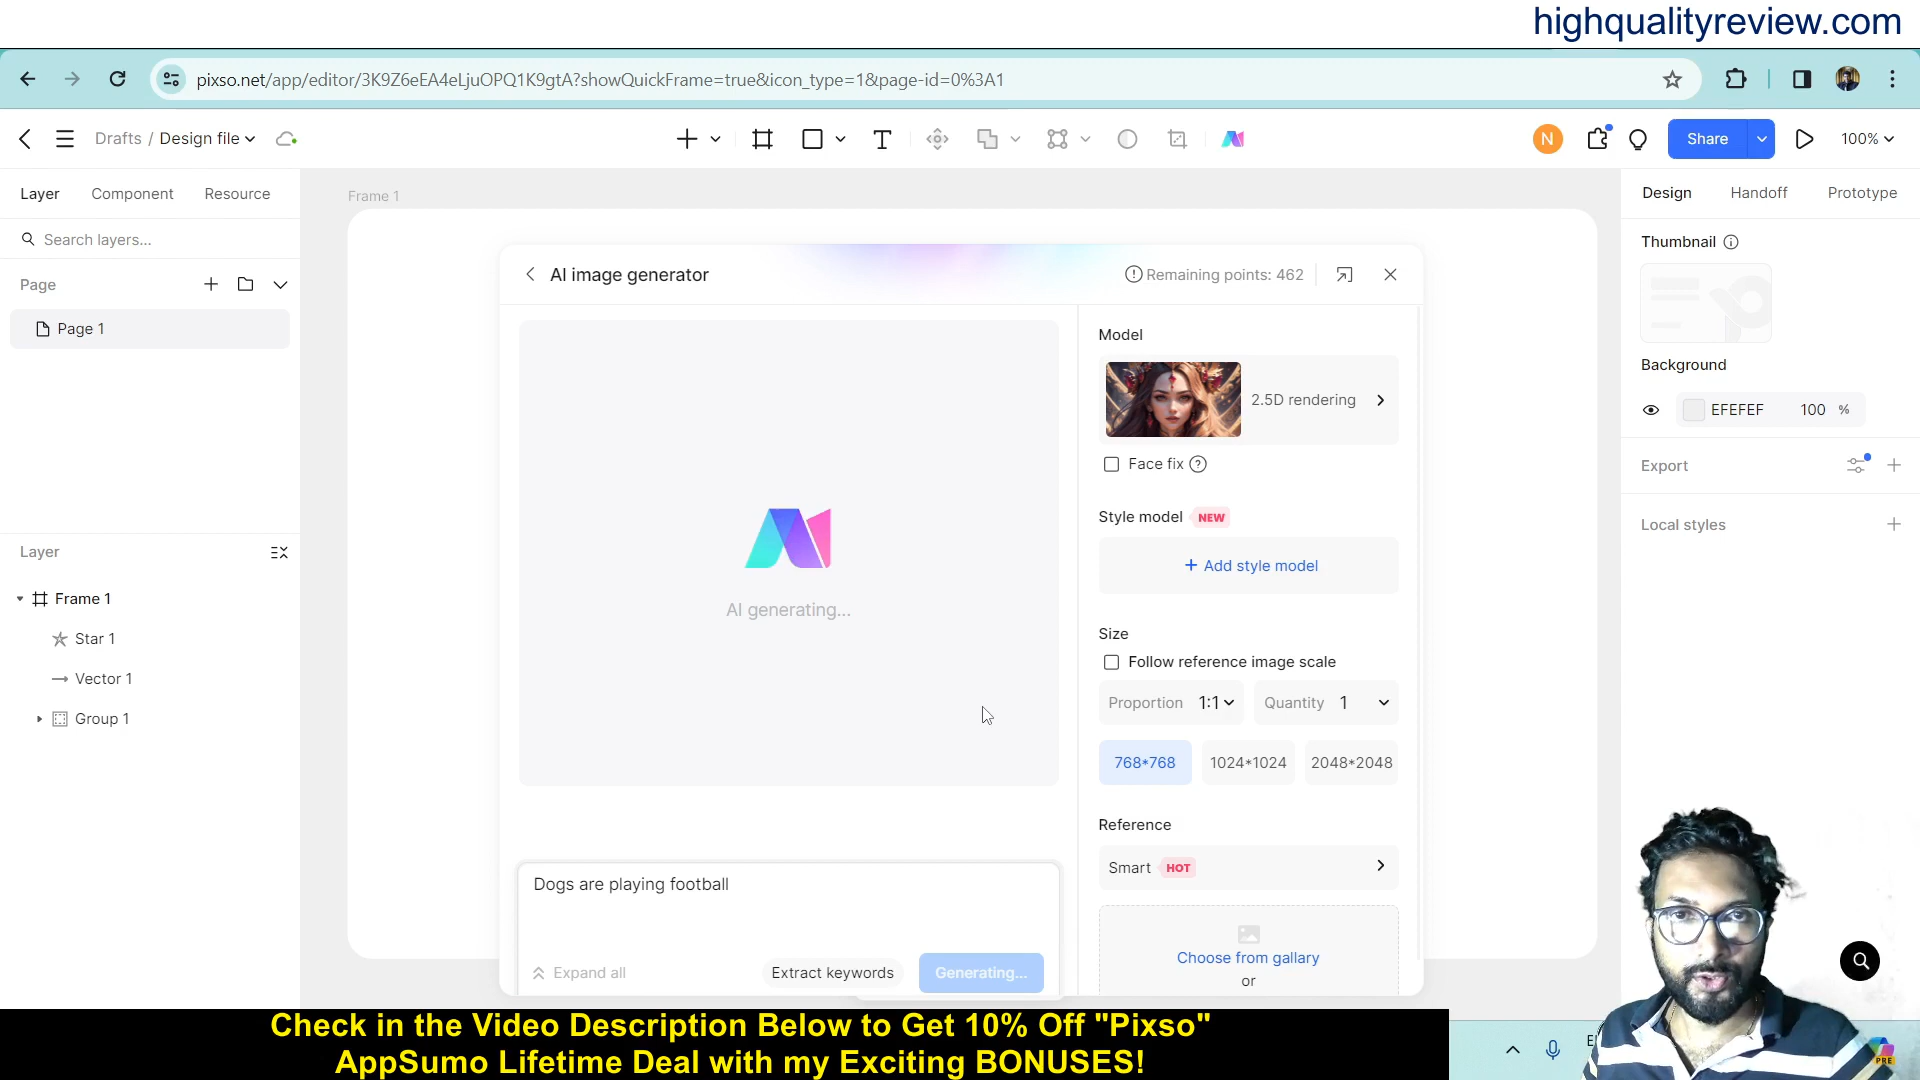 highqualityreview.com
pixso.net/app/editor/3K9Z6eEA4eLjuOPQ1K9gtA?showQuickFrame=true&icon_type=1&page-id=0%3A1
Drafts / Design file
N
Share
100%
Layer Component Resource
Search layers...
Page
Page 1
Layer
Frame 1
Star 1
Vector 1
Group 1
Frame 1
AI image generator
Remaining points: 462
AI generating...
Dogs are playing football
Expand all
Extract keywords
Generating...
Model
2.5D rendering
Face fix
Style model NEW
+ Add style model
Size
Follow reference image scale
Proportion 1:1
Quantity 1
768*768
1024*1024
2048*2048
Reference
Smart HOT
Choose from gallary
or
Design Handoff Prototype
Thumbnail
Background
EFEFEF 100 %
Export
Local styles
Check in the Video Description Below to Get 10% Off "Pixso"
AppSumo Lifetime Deal with my Exciting BONUSES!
PRE